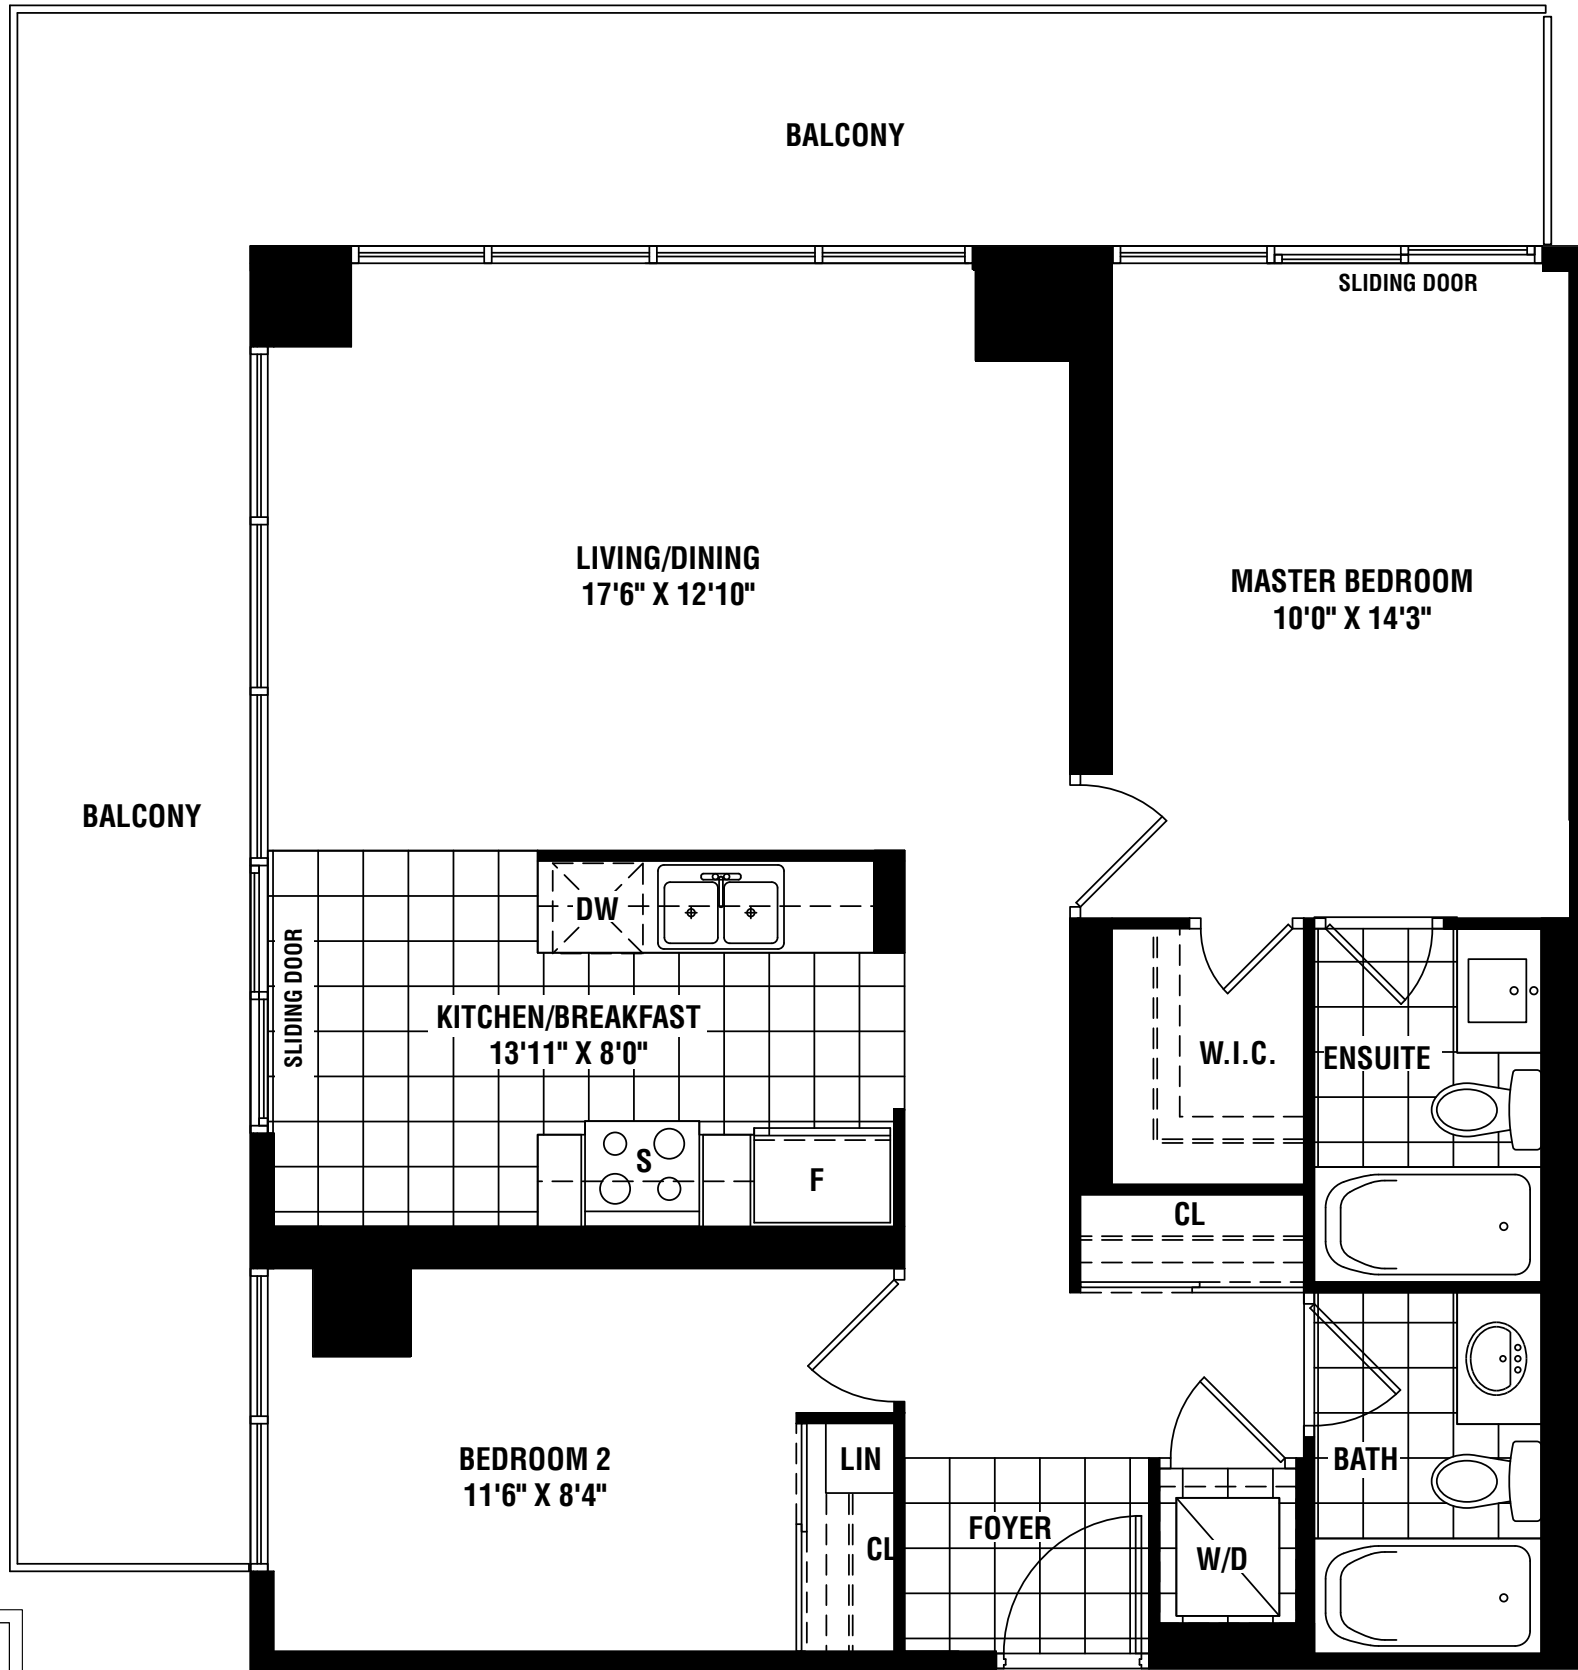 BALCONY
SLIDING DOOR
LIVING/DINING
17'6" X 12'10"
MASTER BEDROOM
10'0" X 14'3"
BALCONY
DW
SLIDING DOOR
KITCHEN/BREAKFAST
13'11" X 8'0"
W.I.C.
ENSUITE
S
F
CL
BEDROOM 2
11'6" X 8'4"
LIN
BATH
FOYER
CL
W/D